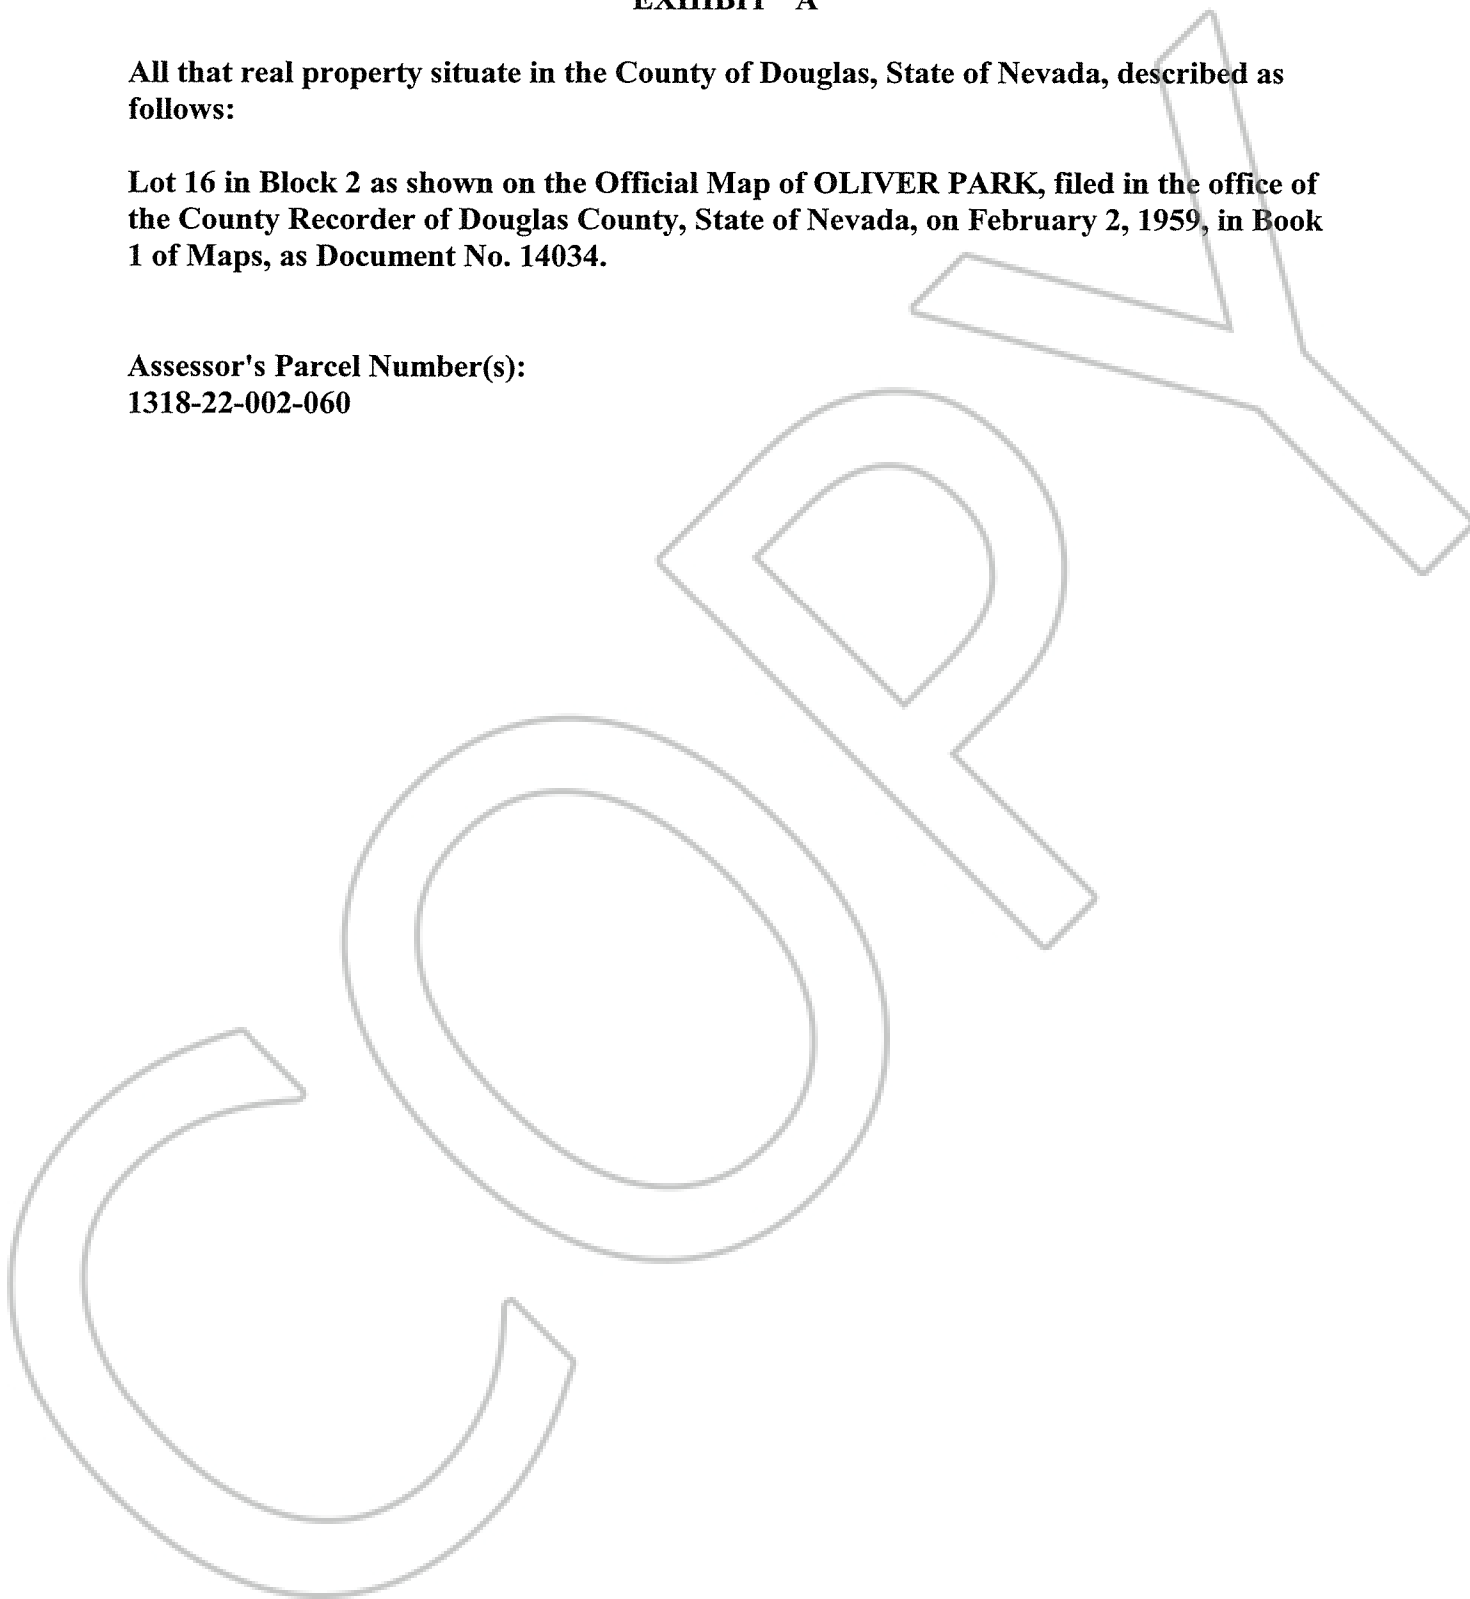 EXHIBIT "A"
All that real property situate in the County of Douglas, State of Nevada, described as
follows:
Lot 16 in Block 2 as shown on the Official Map of OLIVER PARK, filed in the office of
the County Recorder of Douglas County, State of Nevada, on February 2, 1959, in Book
1 of Maps, as Document No. 14034.
Assessor's Parcel Number(s):
1318-22-002-060
COPY